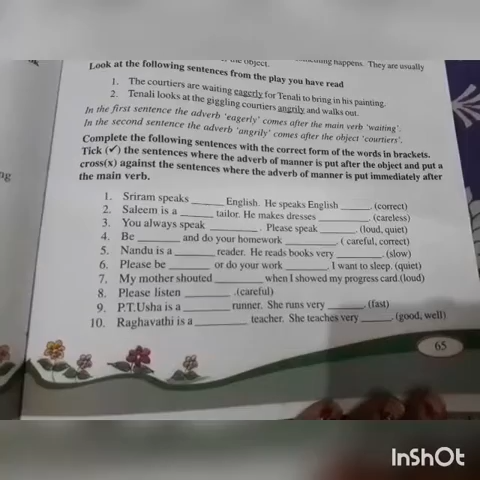 the object.
happens. They are usually
Look at the following sentences from the play you have read
1. The courtiers are waiting eagerly for Tenali to bring in his painting.
2. Tenali looks at the giggling courtiers angrily and walks out.
In the first sentence the adverb 'eagerly' comes after the main verb 'waiting'.
In the second sentence the adverb 'angrily' comes after the object 'courtiers'.
Complete the following sentences with the correct form of the words in brackets.
Tick (✓) the sentences where the adverb of manner is put after the object and put a
cross(x) against the sentences where the adverb of manner is put immediately after
the main verb.
1. Sriram speaks ______ English. He speaks English ______. (correct)
2. Saleem is a ______ tailor. He makes dresses ______. (careless)
3. You always speak ______. Please speak ______. (loud, quiet)
4. Be ______ and do your homework ______. ( careful, correct)
5. Nandu is a ______ reader. He reads books very ______. (slow)
6. Please be ______ or do your work ______. I want to sleep. (quiet)
7. My mother shouted ______ when I showed my progress card.(loud)
8. Please listen ______.(careful)
9. P.T.Usha is a ______ runner. She runs very ______. (fast)
10. Raghavathi is a ______ teacher. She teaches very ______. (good, well)
65
InShOt